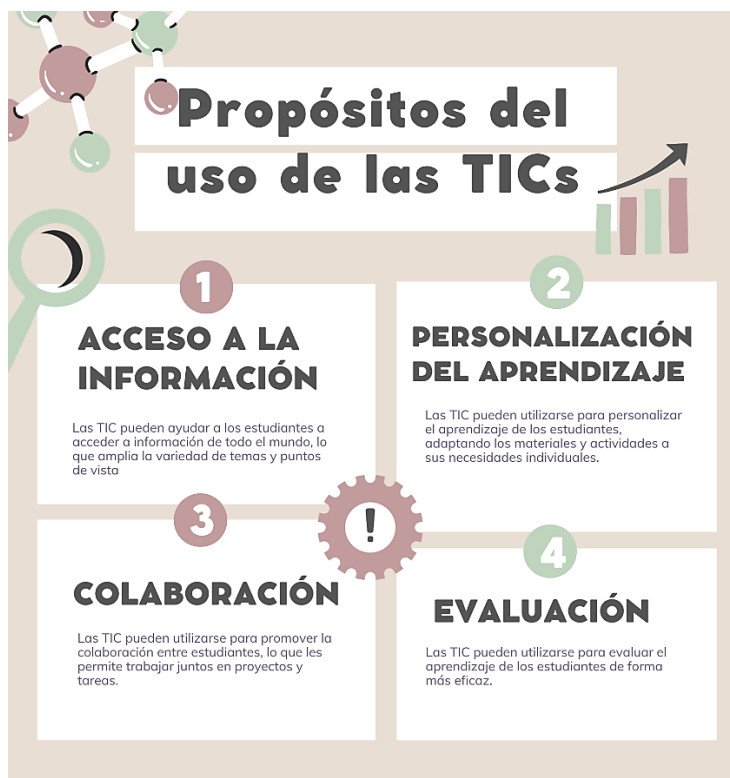 Propósitos del
uso de las TICs
1
ACCESO A LA
INFORMACIÓN
Las TIC pueden ayudar a los estudiantes a
acceder a información de todo el mundo, lo
que amplia la variedad de temas y puntos
de vista
2
PERSONALIZACIÓN
DEL APRENDIZAJE
Las TIC pueden utilizarse para personalizar
el aprendizaje de los estudiantes,
adaptando los materiales y actividades a
sus necesidades individuales.
3
COLABORACIÓN
Las TIC pueden utilizarse para promover la
colaboración entre estudiantes, lo que les
permite trabajar juntos en proyectos y
tareas.
!
4
EVALUACIÓN
Las TIC pueden utilizarse para evaluar el
aprendizaje de los estudiantes de forma
más eficaz.